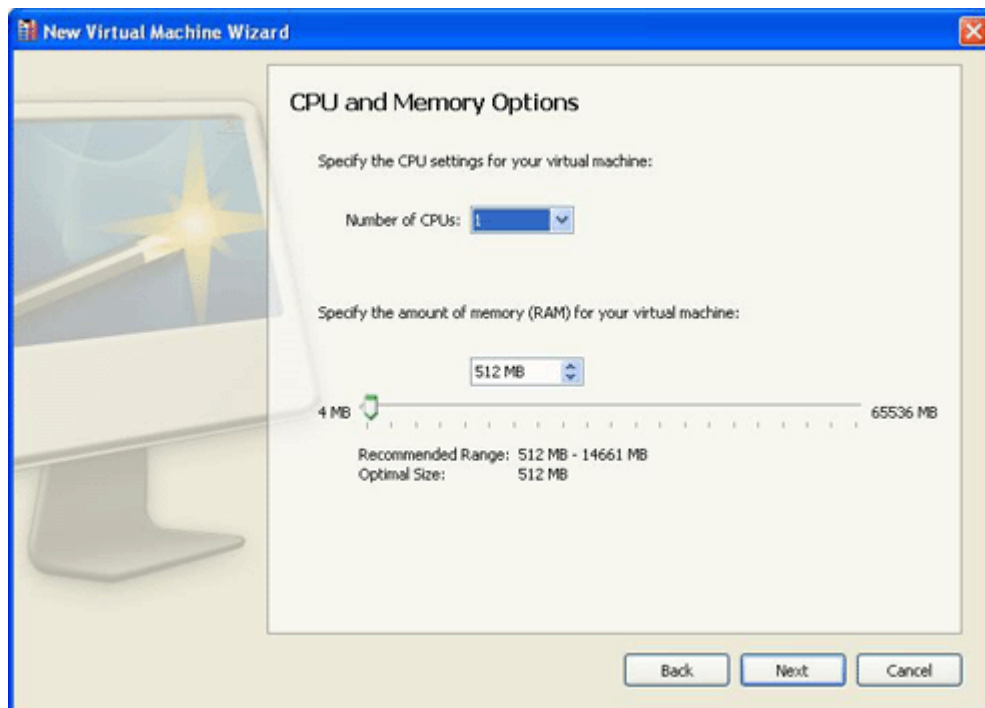 New Virtual Machine Wizard
CPU and Memory Options
Specify the CPU settings for your virtual machine:
Number of CPUs: 1
Specify the amount of memory (RAM) for your virtual machine:
512 MB
4 MB 65536 MB
Recommended Range: 512 MB - 14661 MB
Optimal Size: 512 MB
Back Next Cancel